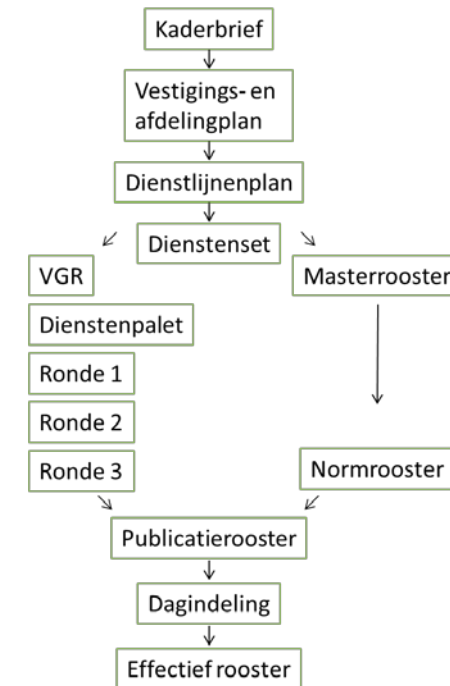 Kaderbrief
Vestigings- en
afdelingplan
Dienstlijnenplan
Dienstenset
VGR
Masterrooster
Dienstenpalet
Ronde 1
Ronde 2
Ronde 3
Normrooster
Publicatierooster
Dagindeling
Effectief rooster